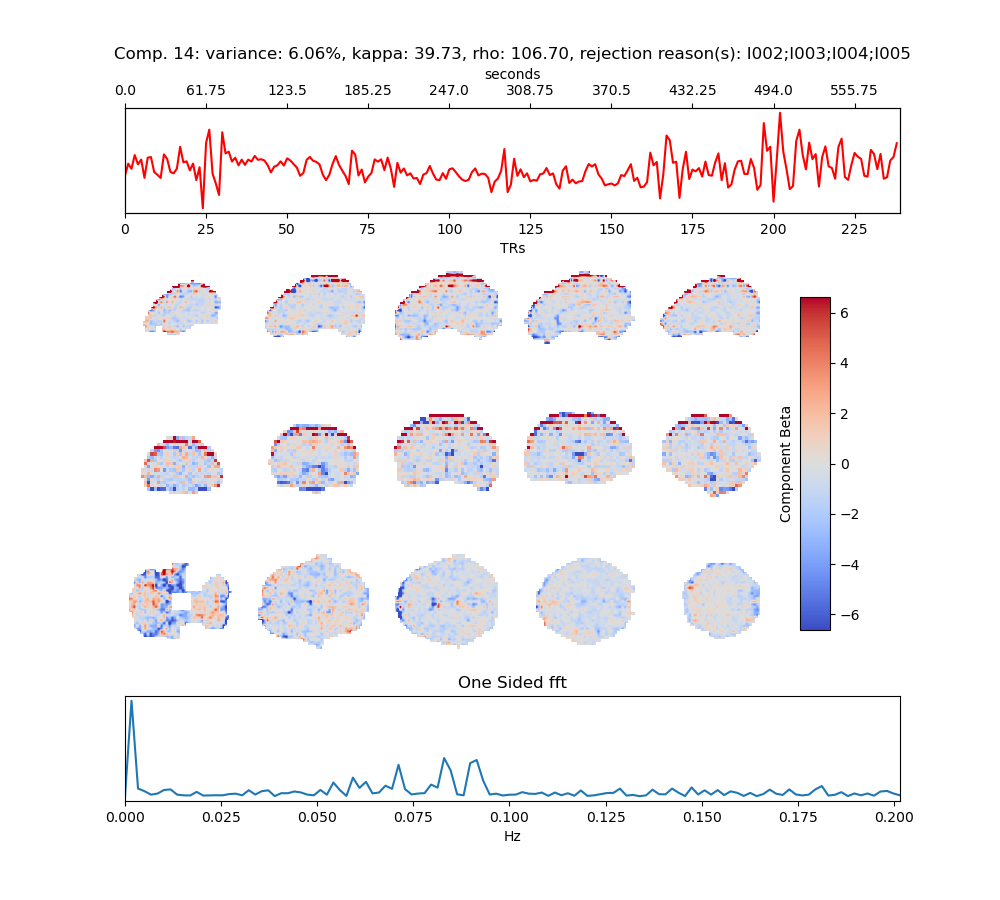 Comp. 14: variance: 6.06%, kappa: 39.73, rho: 106.70, rejection reason(s): I002;I003;I004;I005
seconds
0.0 61.75 123.5 185.25 247.0 308.75 370.5 432.25 494.0 555.75
0 25 50 75 100 125 150 175 200 225
TRs
6
4
2
0
−2
−4
−6
Component Beta
One Sided fft
0.000 0.025 0.050 0.075 0.100 0.125 0.150 0.175 0.200
Hz